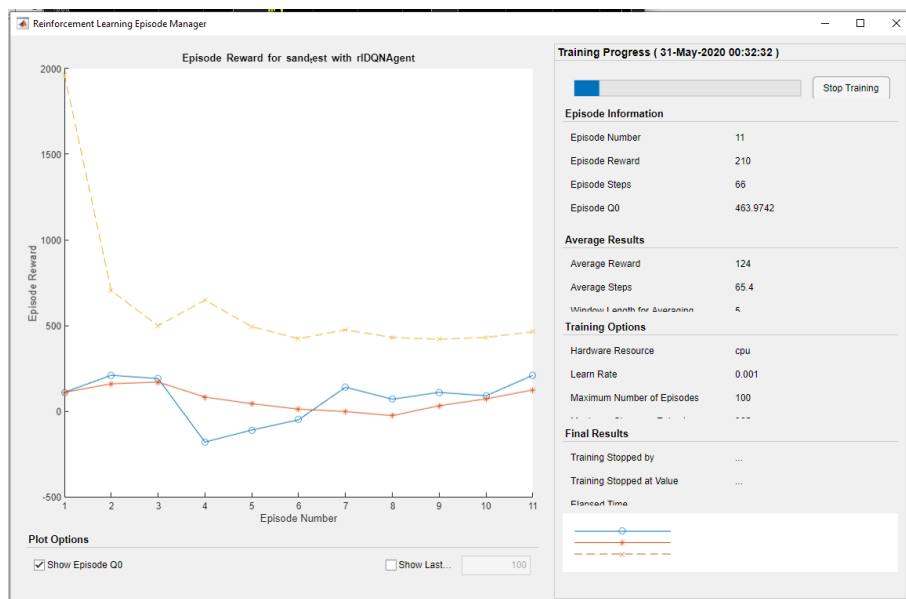 Reinforcement Learning Episode Manager
Episode Reward for sand_test with rlDQNAgent
2000
1500
1000
500
0
-500
Episode Reward
1 2 3 4 5 6 7 8 9 10 11
Episode Number
Plot Options
Show Episode Q0
Show Last...
100
Training Progress ( 31-May-2020 00:32:32 )
Stop Training
Episode Information
Episode Number 11
Episode Reward 210
Episode Steps 66
Episode Q0 463.9742
Average Results
Average Reward 124
Average Steps 65.4
Window Length for Averaging 5
Training Options
Hardware Resource cpu
Learn Rate 0.001
Maximum Number of Episodes 100
Final Results
Training Stopped by ...
Training Stopped at Value ...
Elapsed Time